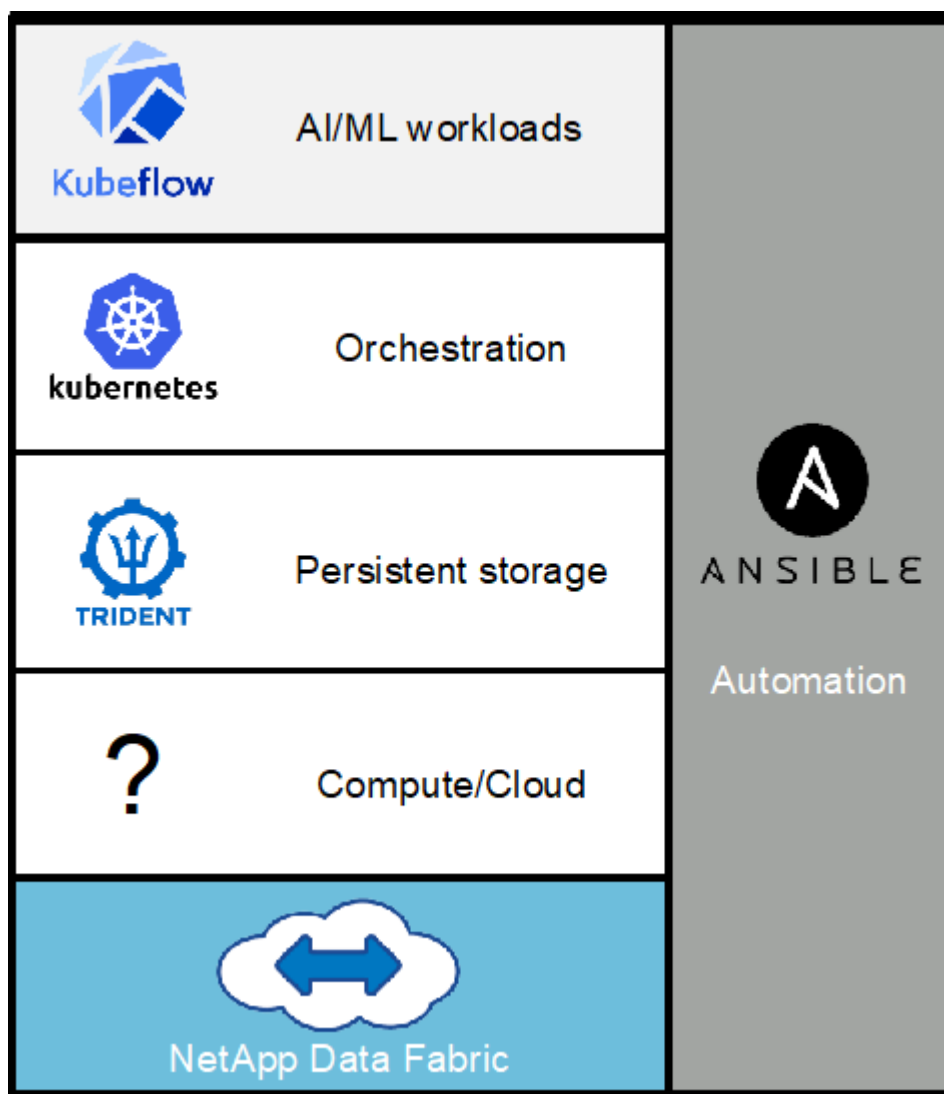 Kubeflow
AI/ML workloads
kubernetes
Orchestration
TRIDENT
Persistent storage
?
Compute/Cloud
NetApp Data Fabric
ANSIBLE
Automation